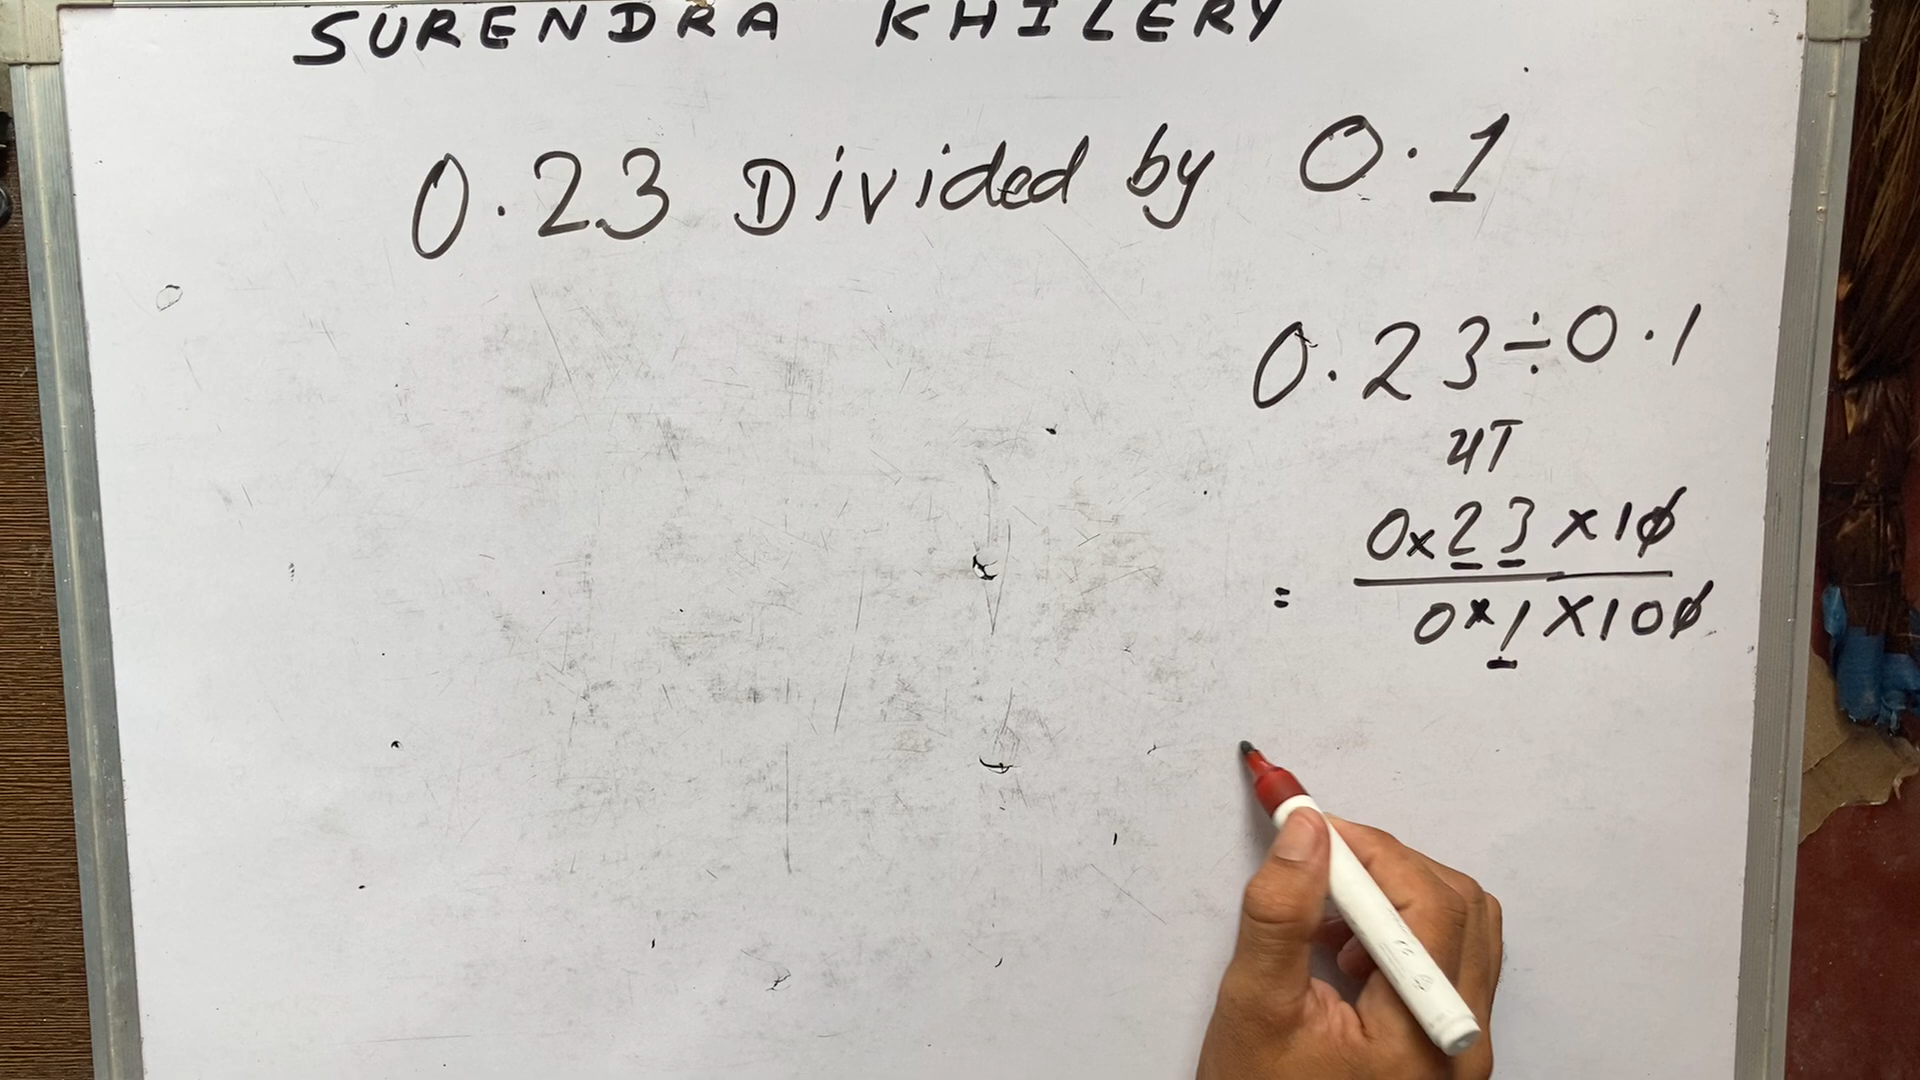 SURENDRA KHILERY
0.23 Divided by 0.1
0.23÷0.1
या
= 0×23×10
0×1×100